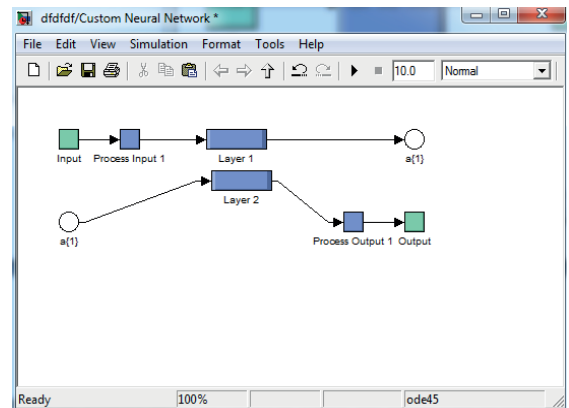 dfdfdf/Custom Neural Network *
File Edit View Simulation Format Tools Help
10.0 Normal
Input Process Input 1 Layer 1 a{1}
Layer 2
a{1} Process Output 1 Output
Ready 100% ode45